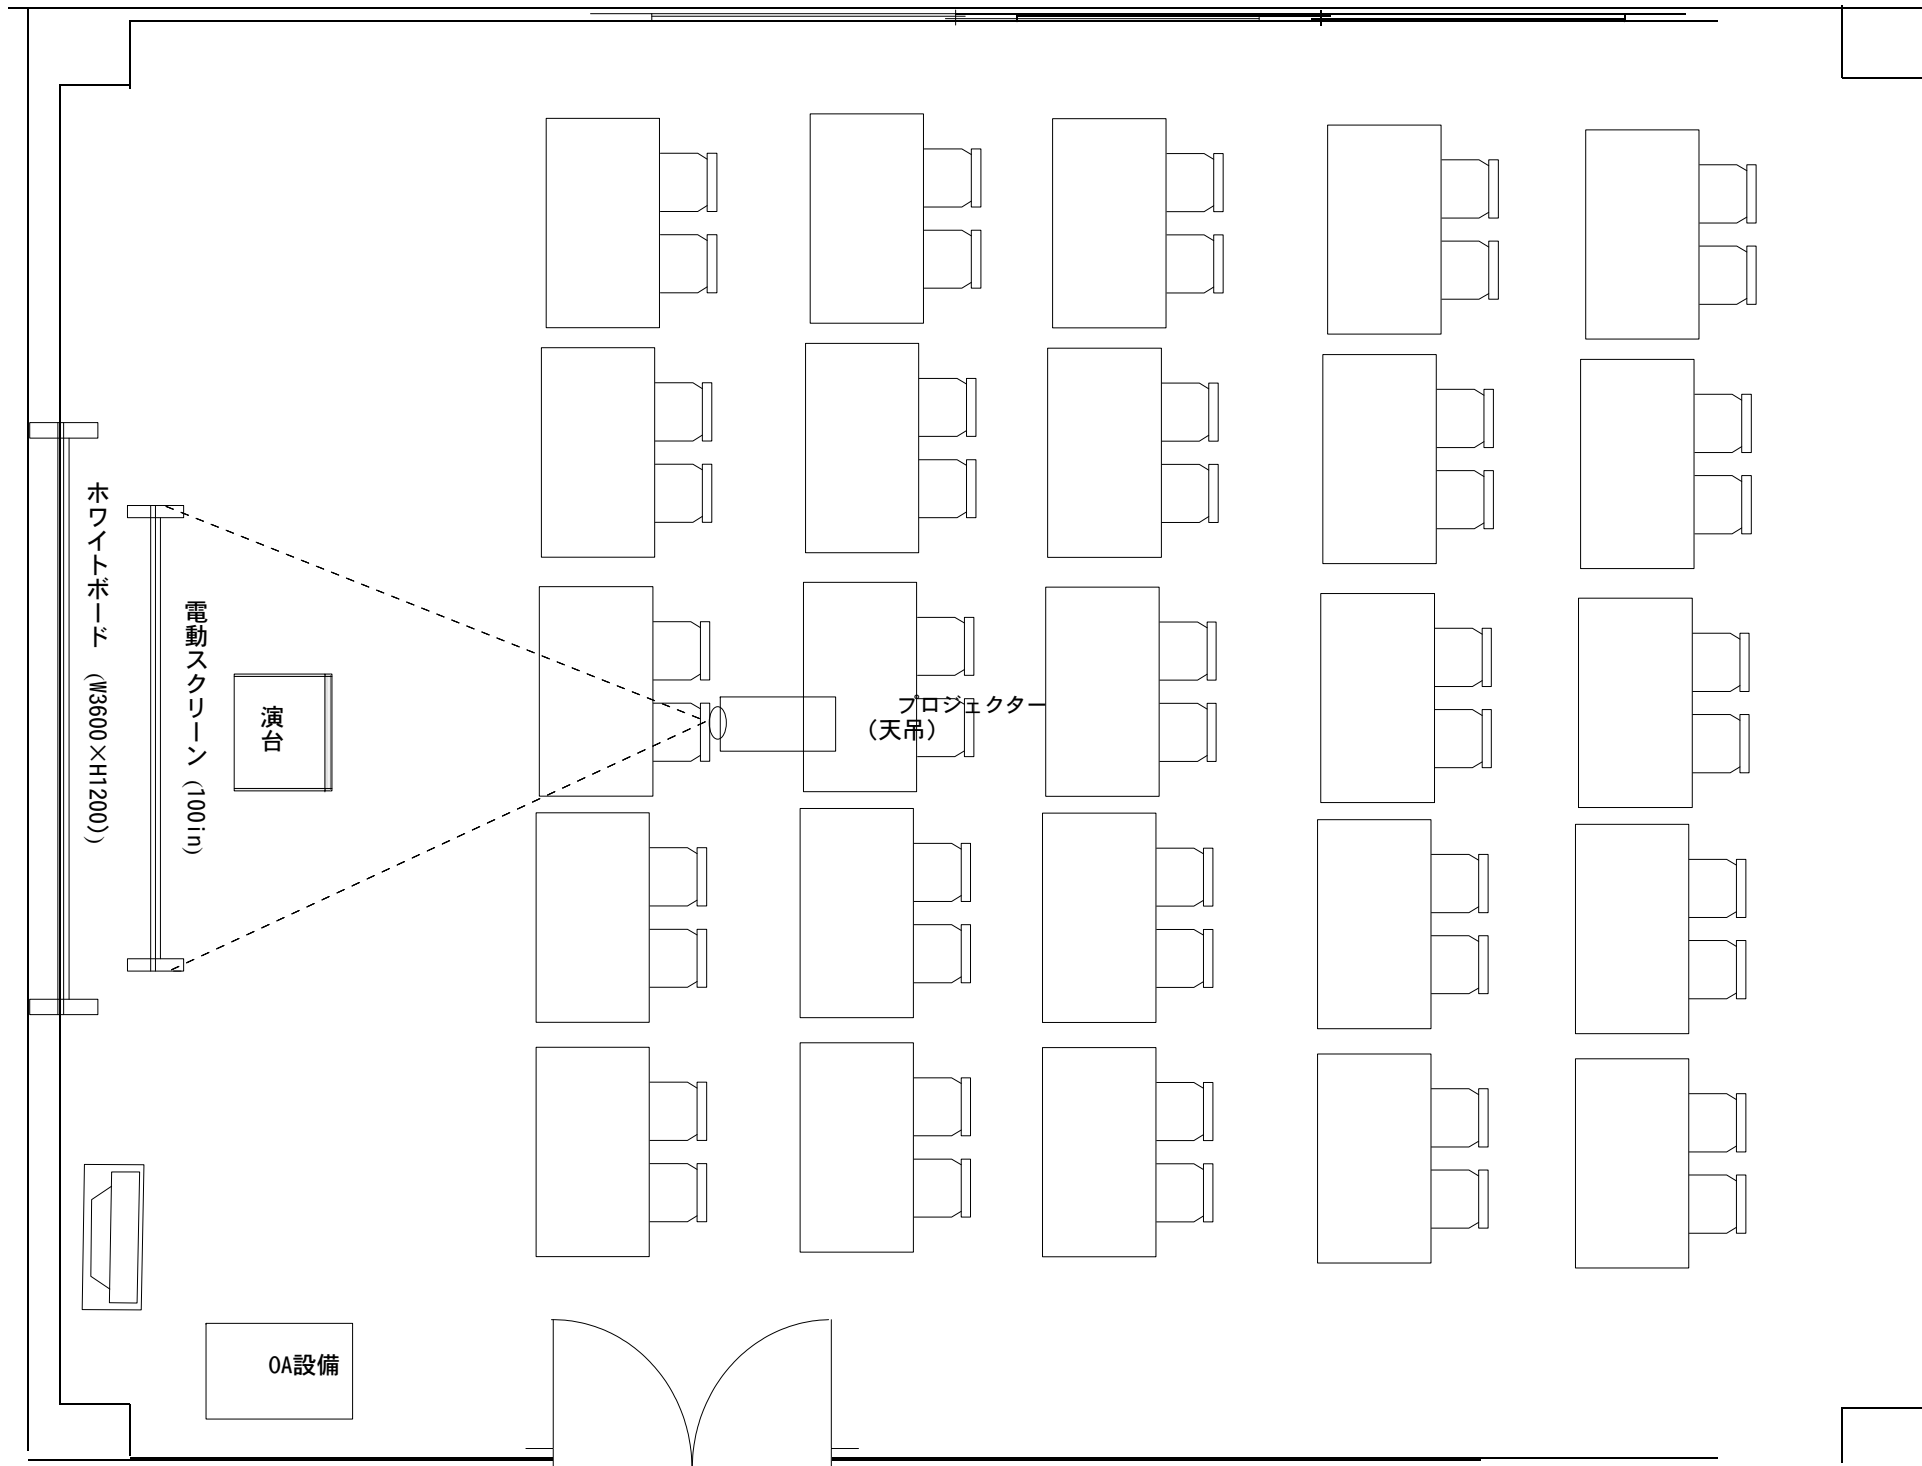 ホワイトボード (W3600×H1200))
電動スクリーン (100in)
演台
プロジェクター
(天吊)
OA設備